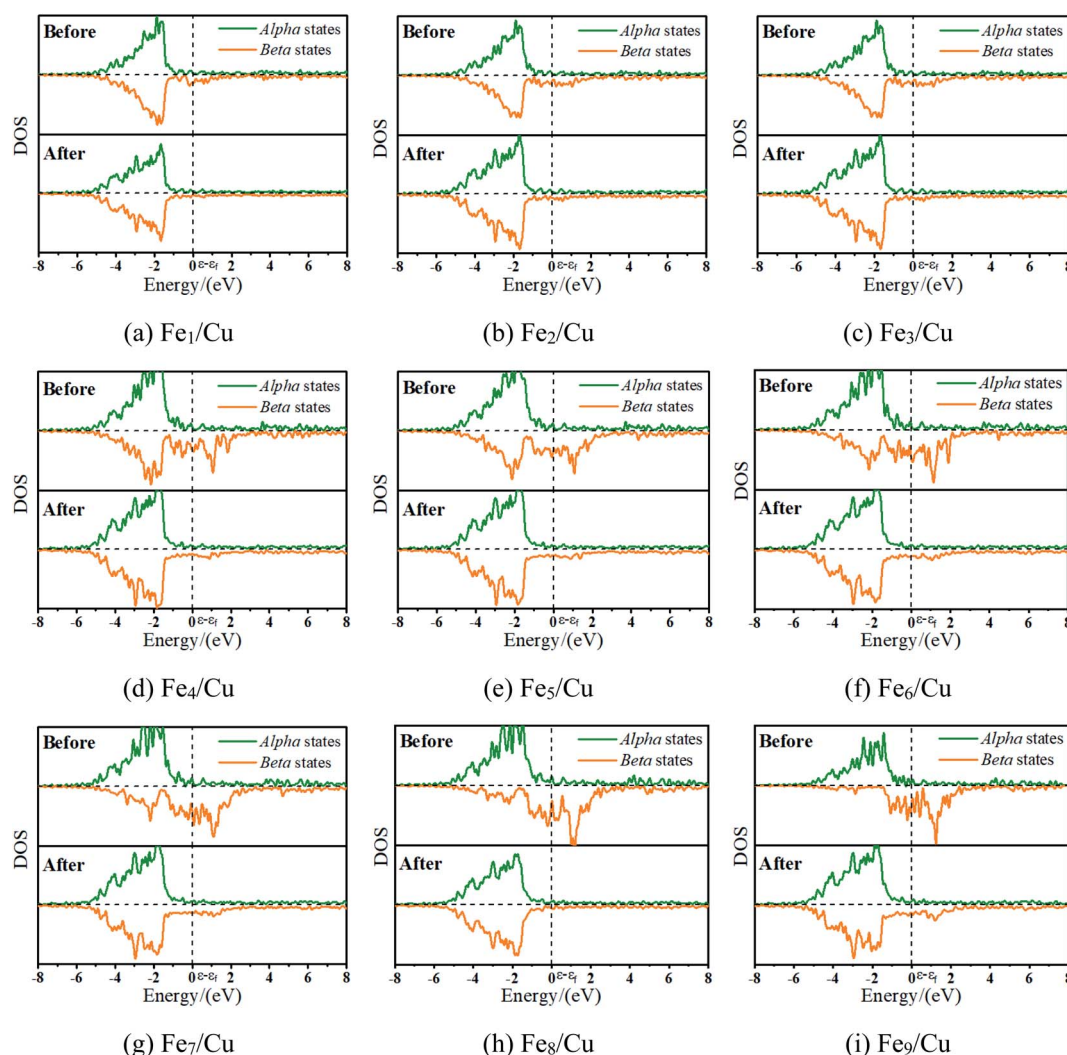 Before
Alpha states
Beta states
DOS
After
-8 -6 -4 -2 0 ε-εf 2 4 6 8
Energy/(eV)
(a) Fe₁/Cu
Before
Alpha states
Beta states
DOS
After
-8 -6 -4 -2 0 ε-εf 2 4 6 8
Energy/(eV)
(b) Fe₂/Cu
Before
Alpha states
Beta states
DOS
After
-8 -6 -4 -2 0 ε-εf 2 4 6 8
Energy/(eV)
(c) Fe₃/Cu
Before
Alpha states
Beta states
DOS
After
-8 -6 -4 -2 0 ε-εf 2 4 6 8
Energy/(eV)
(d) Fe₄/Cu
Before
Alpha states
Beta states
DOS
After
-8 -6 -4 -2 0 ε-εf 2 4 6 8
Energy/(eV)
(e) Fe₅/Cu
Before
Alpha states
Beta states
DOS
After
-8 -6 -4 -2 0 ε-εf 2 4 6 8
Energy/(eV)
(f) Fe₆/Cu
Before
Alpha states
Beta states
DOS
After
-8 -6 -4 -2 0 ε-εf 2 4 6 8
Energy/(eV)
(g) Fe₇/Cu
Before
Alpha states
Beta states
DOS
After
-8 -6 -4 -2 0 ε-εf 2 4 6 8
Energy/(eV)
(h) Fe₈/Cu
Before
Alpha states
Beta states
DOS
After
-8 -6 -4 -2 0 ε-εf 2 4 6 8
Energy/(eV)
(i) Fe₉/Cu